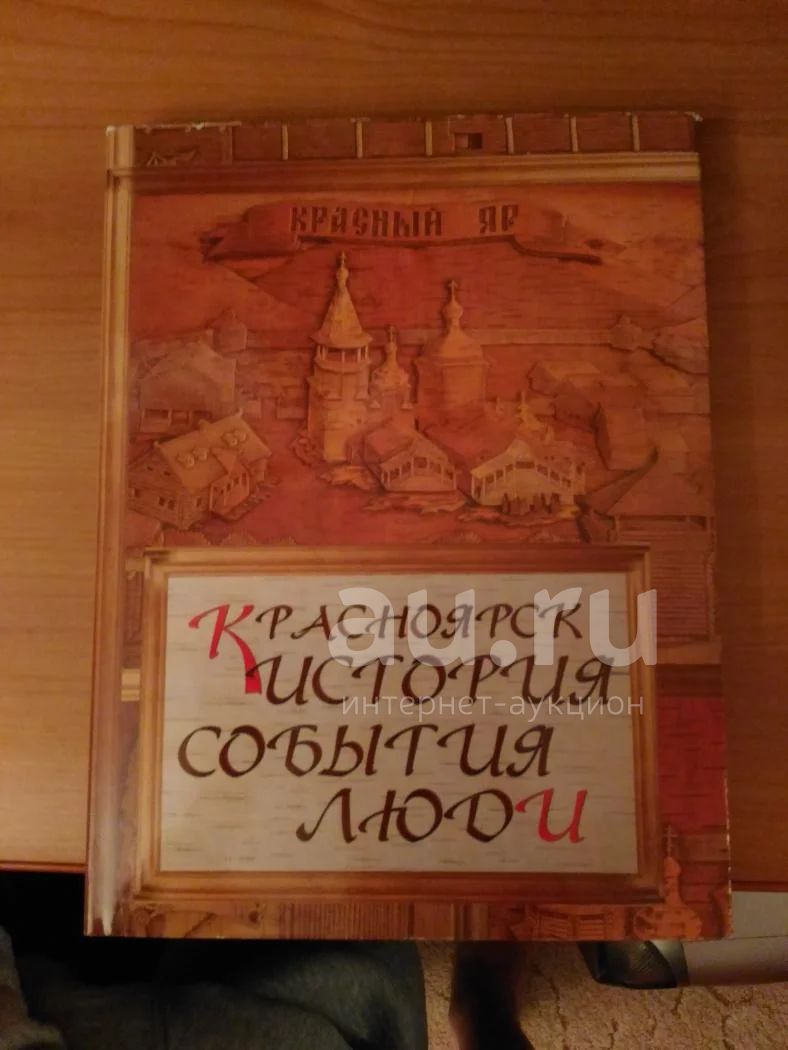 КРАСНЫЙ ЯР
КРАСНОЯРСК
ИСТОРИЯ
СОБЫТИЯ
ЛЮДИ
au.ru
интернет-аукцион